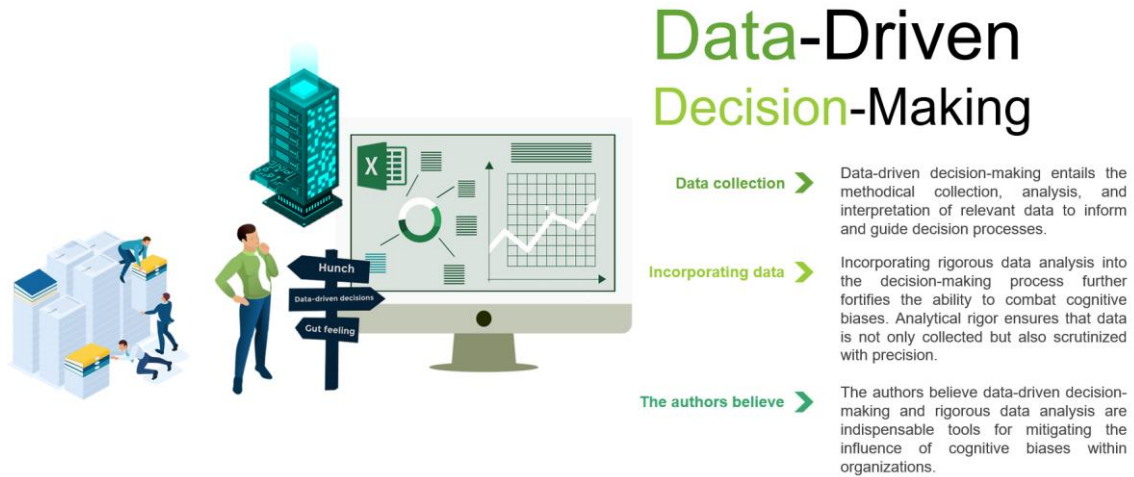 Data-Driven
Decision-Making
X
Hunch
Data-driven decisions
Gut feeling
Data collection
Data-driven decision-making entails the
methodical collection, analysis, and
interpretation of relevant data to inform
and guide decision processes.
Incorporating data
Incorporating rigorous data analysis into
the decision-making process further
fortifies the ability to combat cognitive
biases. Analytical rigor ensures that data
is not only collected but also scrutinized
with precision.
The authors believe
The authors believe data-driven decision-
making and rigorous data analysis are
indispensable tools for mitigating the
influence of cognitive biases within
organizations.